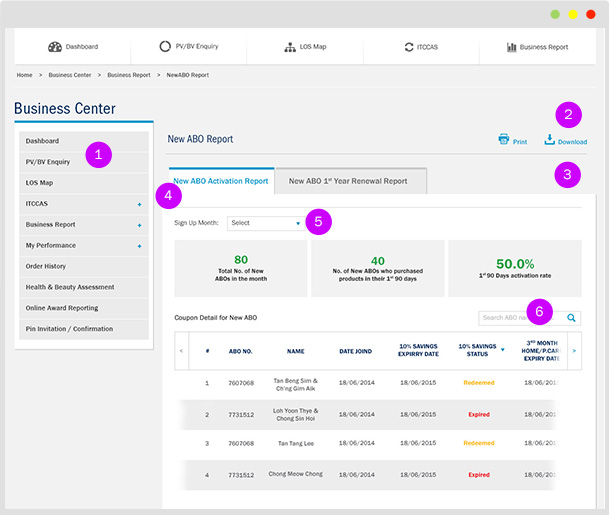 Dashboard
PV/BV Enquiry
LOS Map
ITCCAS
Business Report
Home > Business Center > Business Report > NewABO Report
Business Center
1
Dashboard
PV/BV Enquiry
LOS Map
ITCCAS +
Business Report +
My Performance +
Order History
Health & Beauty Assessment
Online Award Reporting
Pin Invitation / Confirmation
2
New ABO Report
Print
Download
3
New ABO Activation Report
New ABO 1st Year Renewal Report
4
Sign Up Month:
Select
5
80
Total No. of New
ABOs in the month
40
No. of New ABOs who purchased
products in their 1st 90 days
50.0%
1st 90 Days activation rate
6
Coupon Detail for New ABO
Search ABO
< # ABO NO. NAME DATE JOIND 10% SAVINGS EXPIRRY DATE 10% SAVINGS STATUS 3RD MONTH HOME/P.CAR EXPIRY DATE >
1 7607068 Tan Beng Sim & Ch'ng Gim Aik 18/06/2014 18/06/2015 Redeemed 18/06/201
2 7731512 Loh Yoon Thye & Chong Sin Hoi 18/06/2014 18/06/2015 Expired 18/06/201
3 7607068 Tan Tang Lee 18/06/2014 18/06/2015 Redeemed 18/06/201
4 7731512 Chong Meow Chong 18/06/2014 18/06/2015 Expired 18/06/201